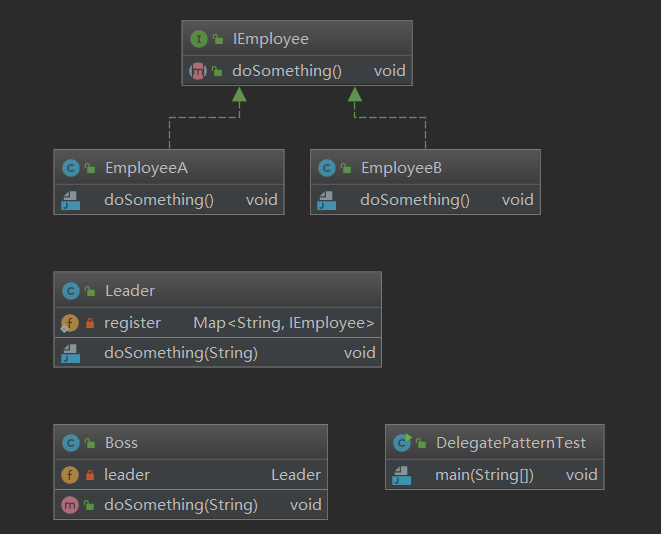 IEmployee
doSomething() void
EmployeeA
doSomething() void
EmployeeB
doSomething() void
Leader
register Map<String, IEmployee>
doSomething(String) void
Boss
leader Leader
doSomething(String) void
DelegatePatternTest
main(String[]) void